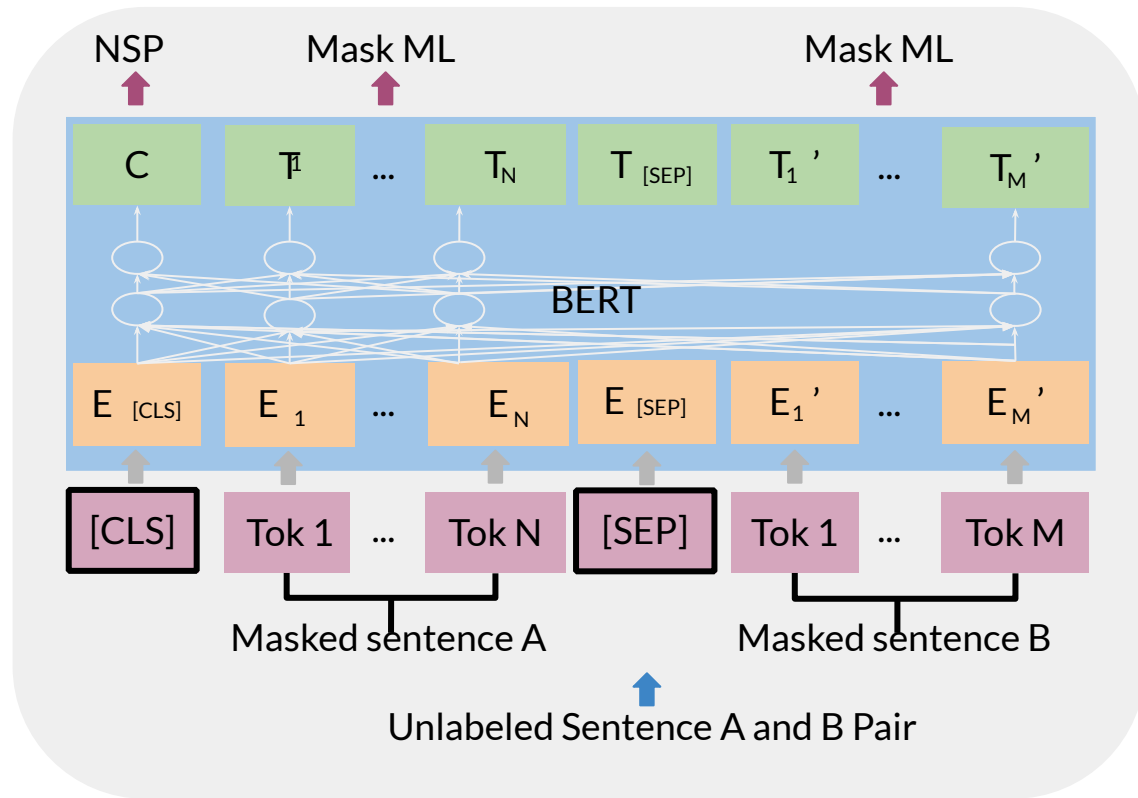 NSP Mask ML Mask ML
C T1 ... TN T [SEP] T1’ ... TM’
BERT
E [CLS] E 1 ... EN E [SEP] E1’ ... EM’
[CLS] Tok 1 ... Tok N [SEP] Tok 1 ... Tok M
Masked sentence A Masked sentence B
Unlabeled Sentence A and B Pair